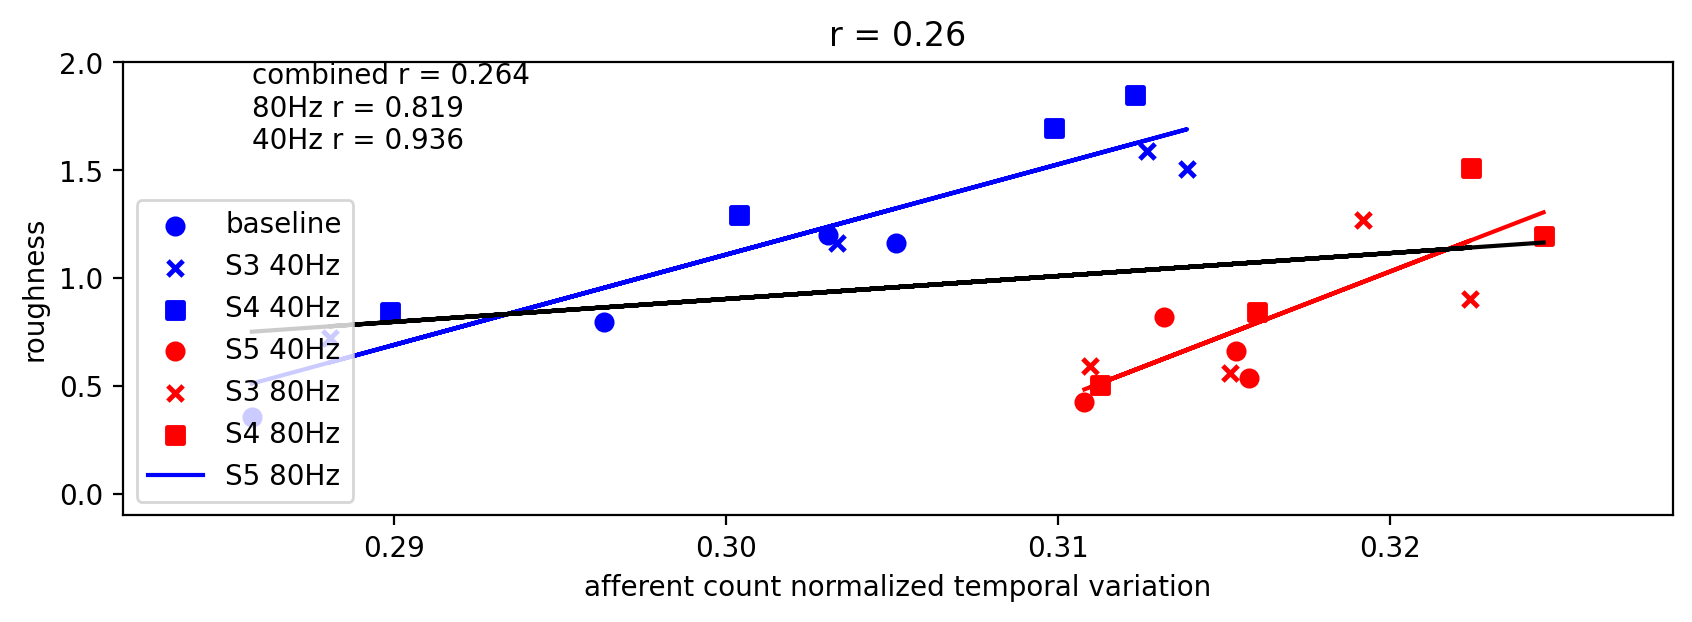 r = 0.26
combined r = 0.264
80Hz r = 0.819
40Hz r = 0.936
2.0
1.5
1.0
0.5
0.0
roughness
baseline
S3 40Hz
S4 40Hz
S5 40Hz
S3 80Hz
S4 80Hz
S5 80Hz
0.29 0.30 0.31 0.32
afferent count normalized temporal variation